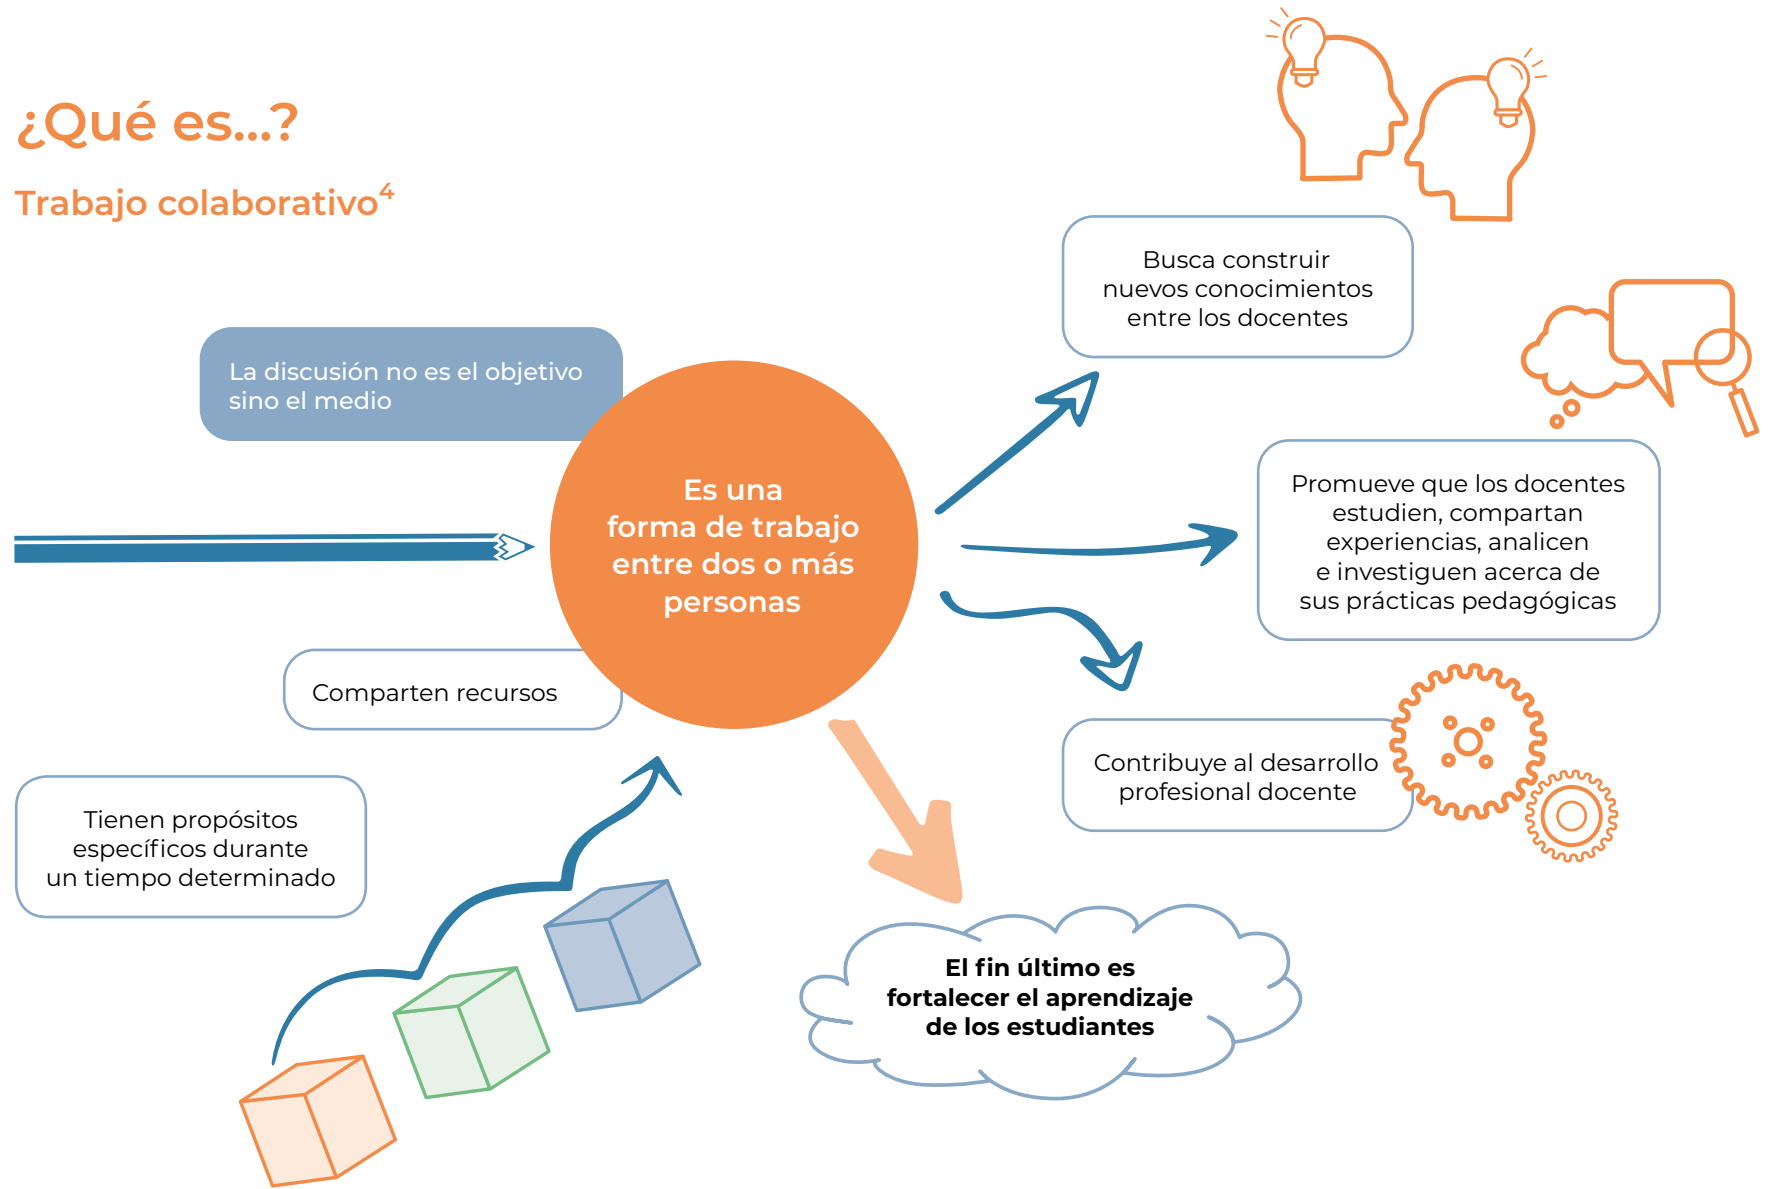 ¿Qué es...?
Trabajo colaborativo⁴
La discusión no es el objetivo
sino el medio
Es una
forma de trabajo
entre dos o más
personas
Comparten recursos
Tienen propósitos
específicos durante
un tiempo determinado
Busca construir
nuevos conocimientos
entre los docentes
Promueve que los docentes
estudien, compartan
experiencias, analicen
e investiguen acerca de
sus prácticas pedagógicas
Contribuye al desarrollo
profesional docente
El fin último es
fortalecer el aprendizaje
de los estudiantes